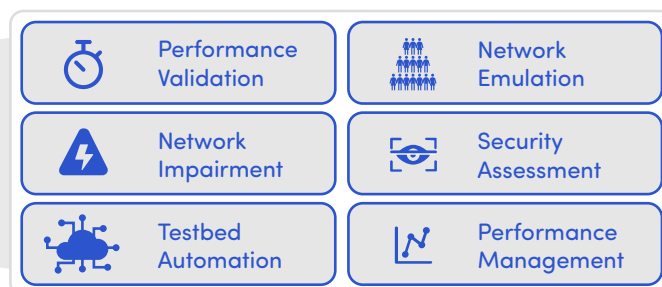 Performance
Validation
Network
Emulation
Network
Impairment
Security
Assessment
Testbed
Automation
Performance
Management